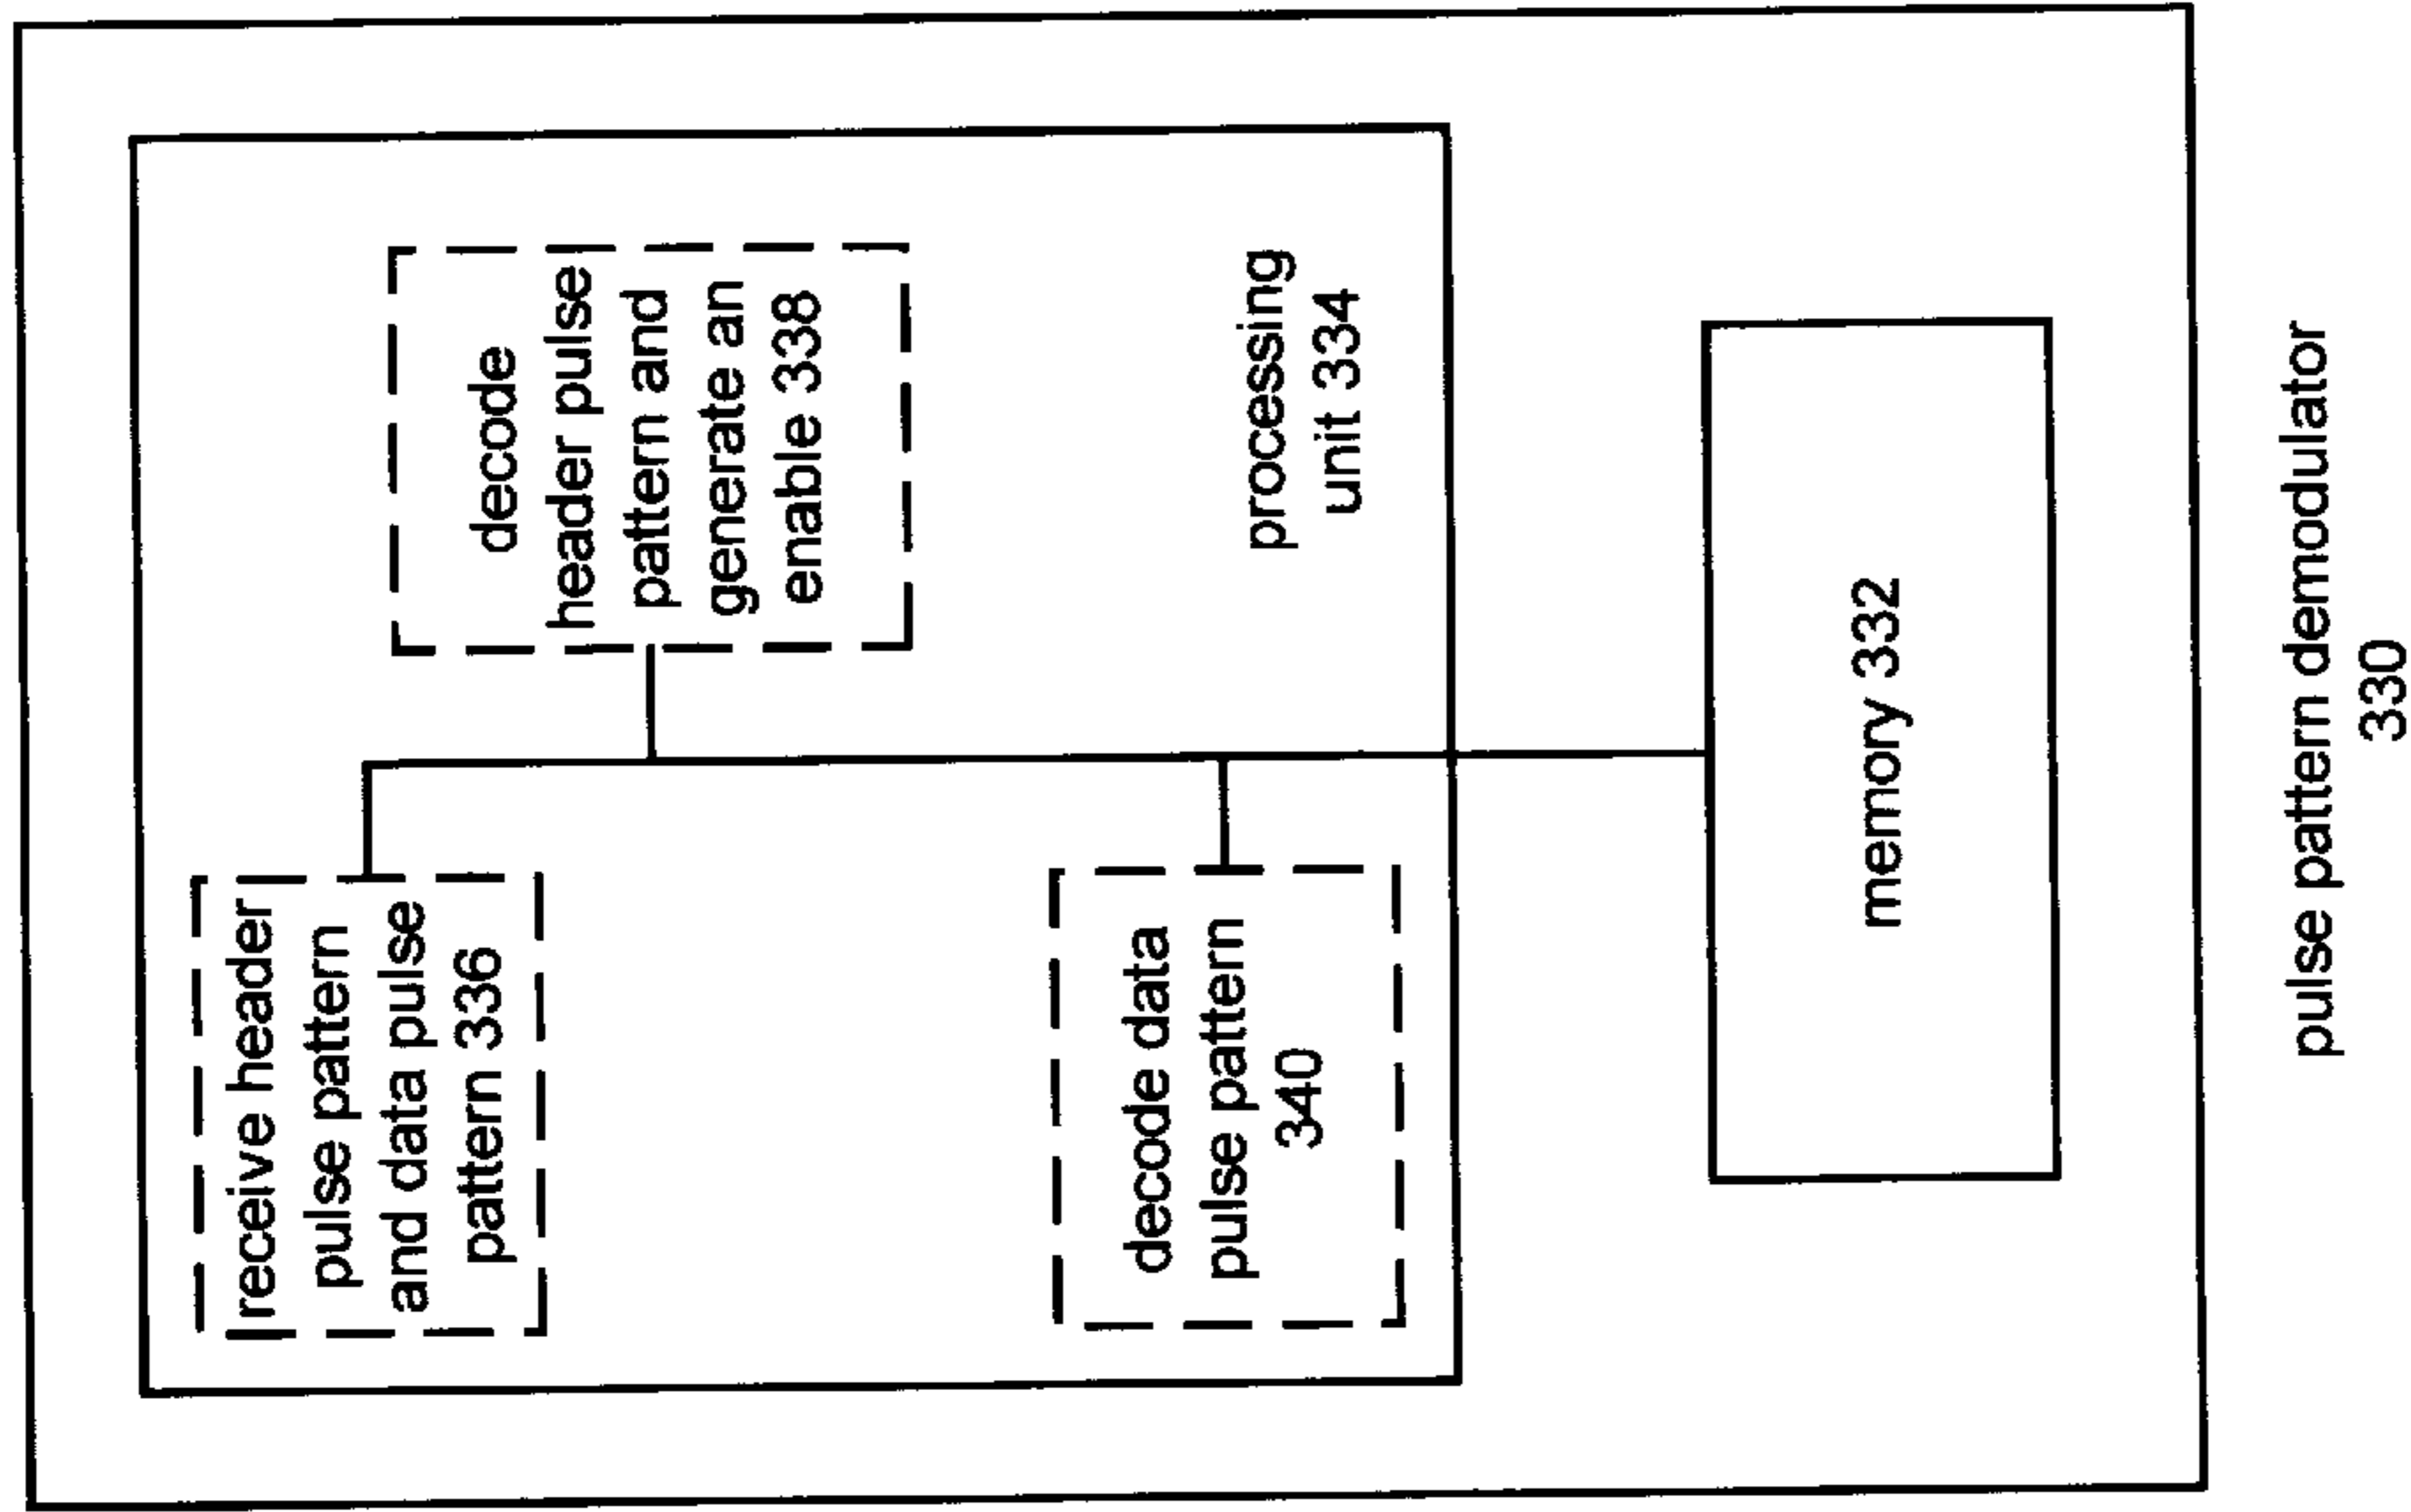 receive header
pulse pattern
and data pulse
pattern 336
decode
header pulse
pattern and
generate an
enable 338
decode data
pulse pattern
340
processing
unit 334
memory 332
pulse pattern demodulator
330